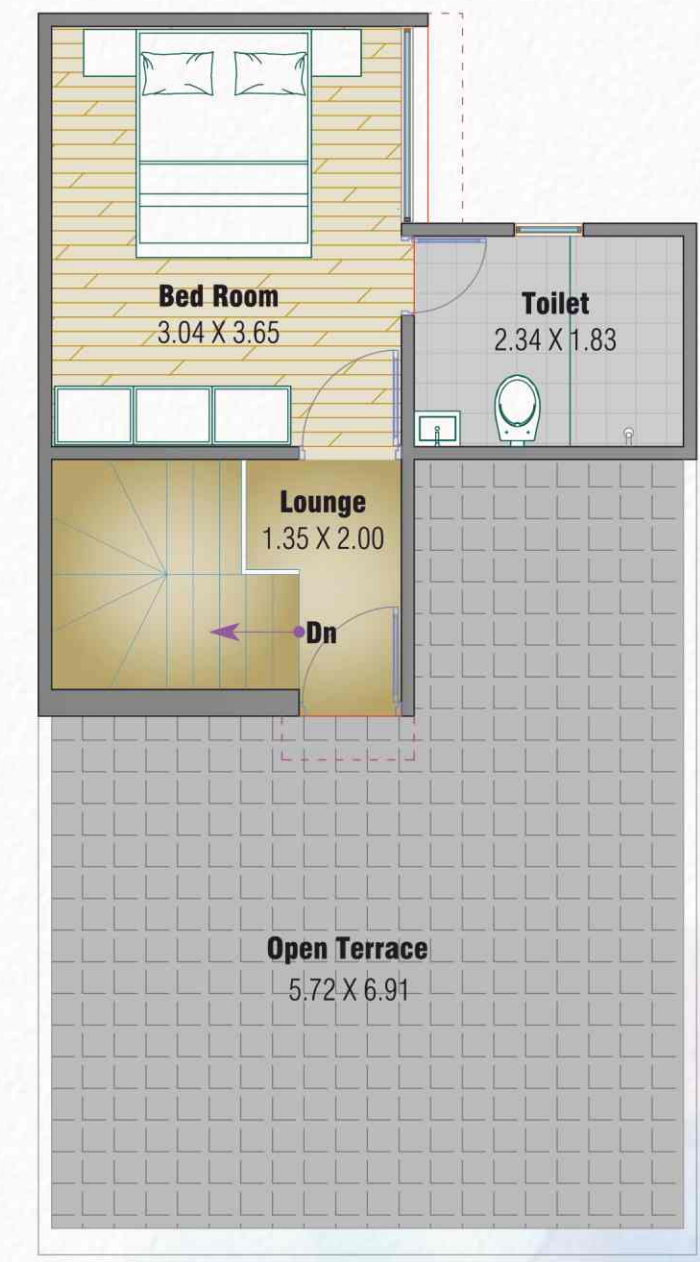 Bed Room
3.04 X 3.65
Toilet
2.34 X 1.83
Lounge
1.35 X 2.00
Dn
Open Terrace
5.72 X 6.91